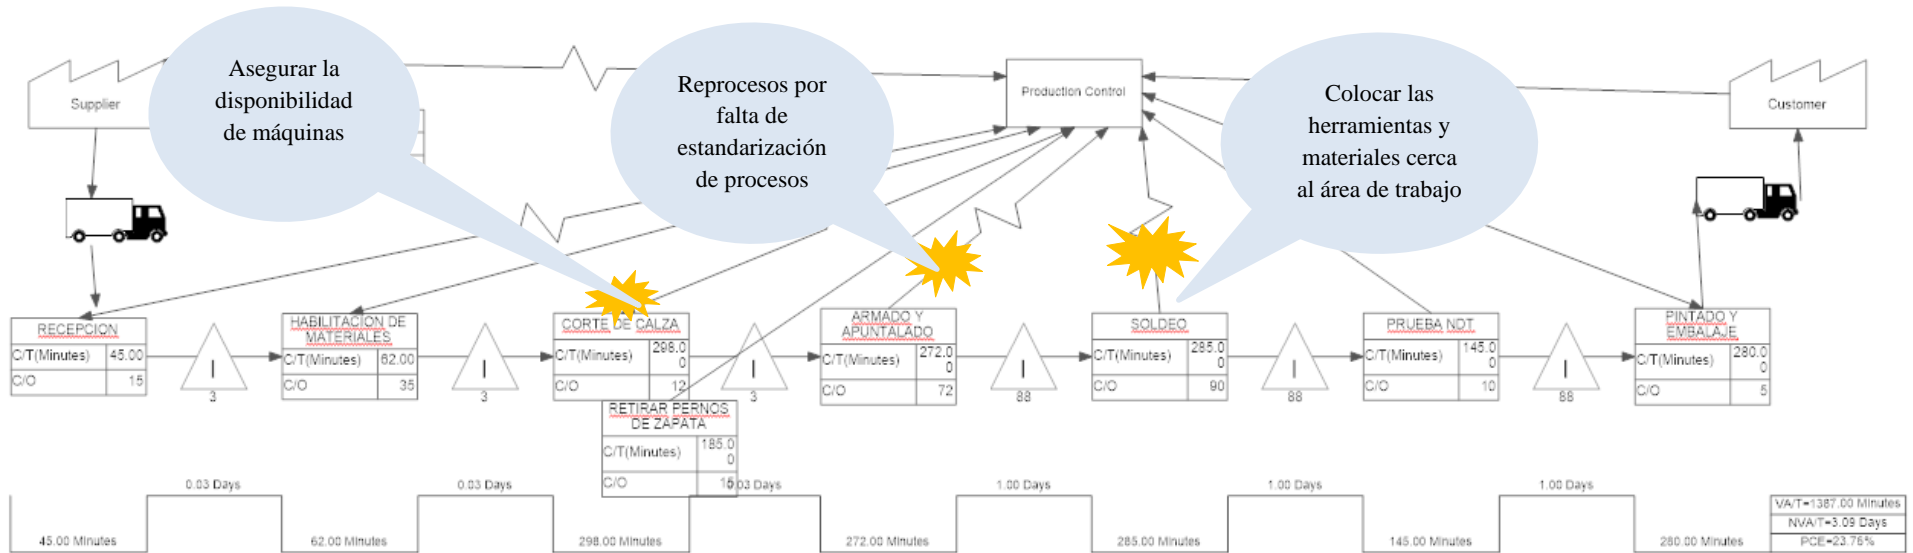 Asegurar la
disponibilidad
de máquinas
Reprocesos por
falta de
estandarización
de procesos
Colocar las
herramientas y
materiales cerca
al área de trabajo
Supplier
Production Control
Customer
RECEPCION
C/T(Minutes) 45.00
C/O 15
I
3
HABILITACION DE
MATERIALES
C/T(Minutes) 62.00
C/O 35
I
3
CORTE DE CALZA
C/T(Minutes) 298.0
0
C/O 12
RETIRAR PERNOS
DE ZAPATA
C/T(Minutes) 185.0
0
C/O 15
I
3
ARMADO Y
APUNTALADO
C/T(Minutes) 272.0
0
C/O 72
I
88
SOLDEO
C/T(Minutes) 285.0
0
C/O 90
I
88
PRUEBA NDT
C/T(Minutes) 145.0
0
C/O 10
I
88
PINTADO Y
EMBALAJE
C/T(Minutes) 280.0
0
C/O 5
0.03 Days
0.03 Days
0.03 Days
1.00 Days
1.00 Days
1.00 Days
45.00 Minutes
62.00 Minutes
298.00 Minutes
272.00 Minutes
285.00 Minutes
145.00 Minutes
280.00 Minutes
VA/T=1387.00 Minutes
NVA/T=3.09 Days
PCE=23.76%